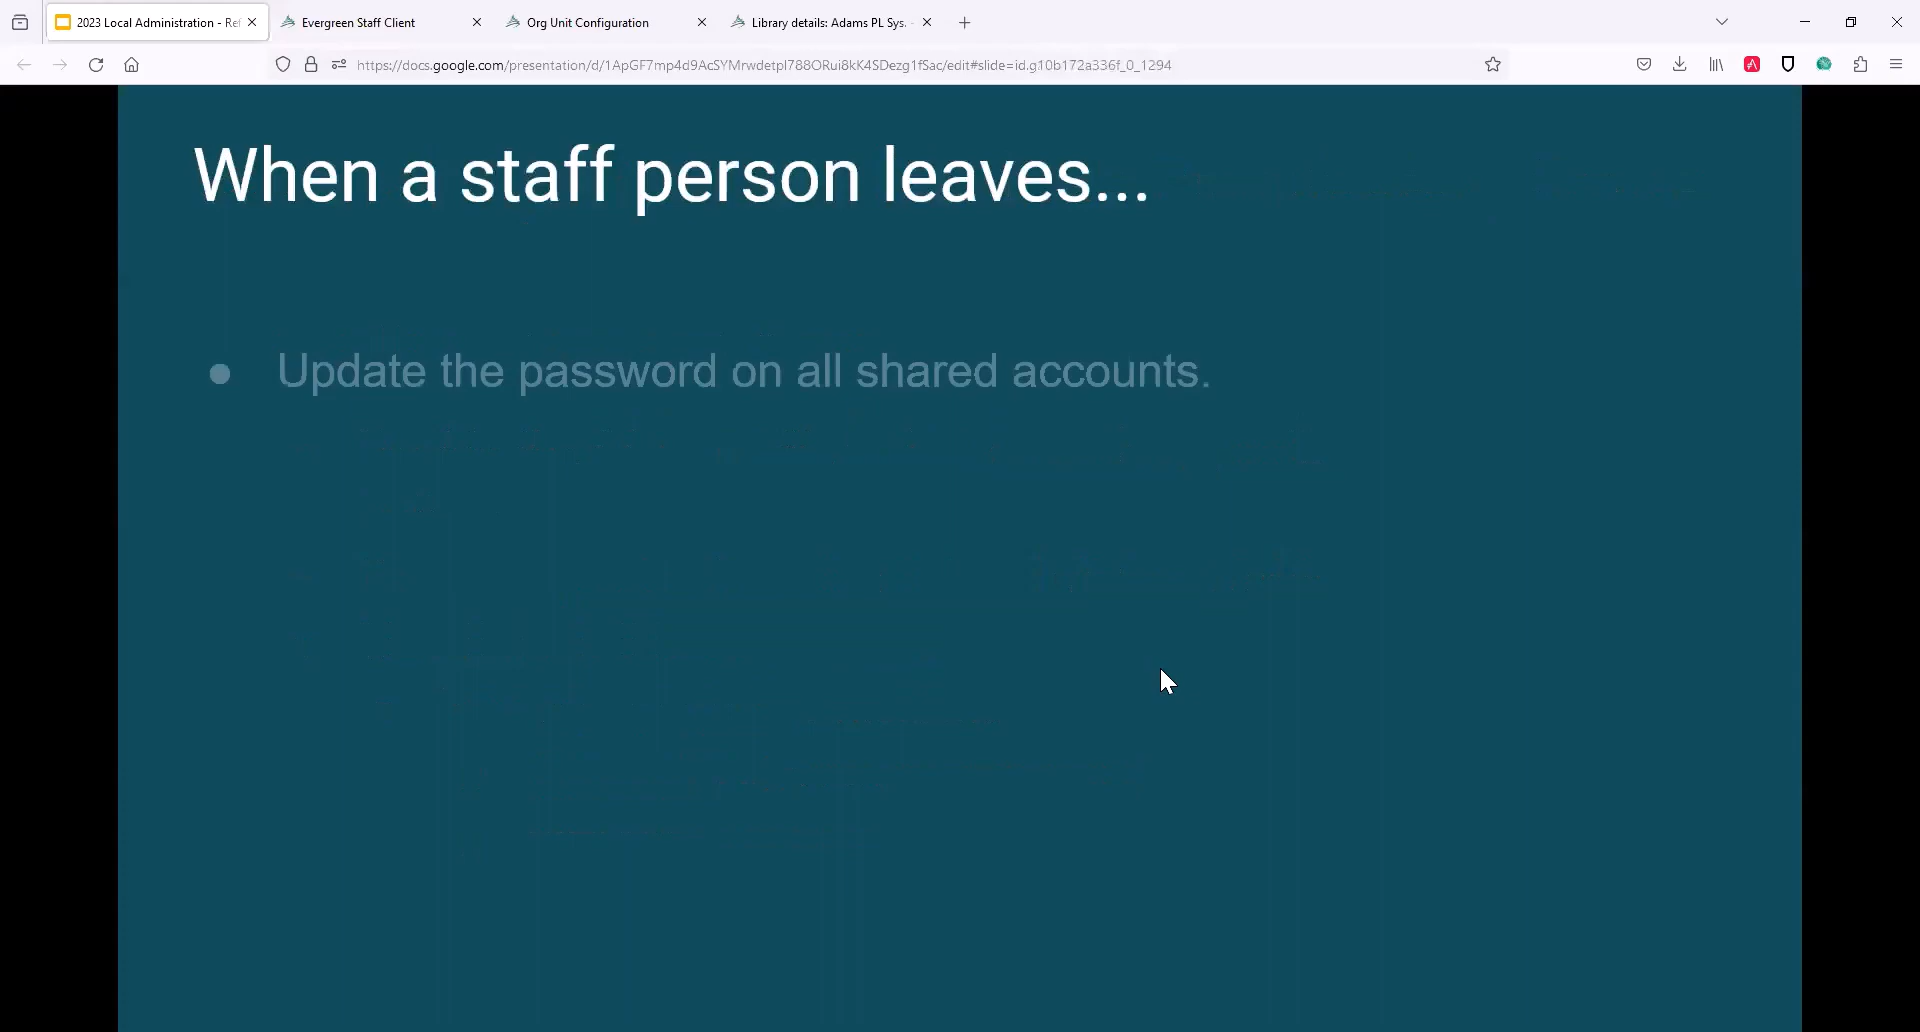 2023 Local Administration - Ref
Evergreen Staff Client
Org Unit Configuration
Library details: Adams PL Sys. -
https://docs.google.com/presentation/d/1ApGF7mp4d9AcSYMrwdetpI788ORui8kK4SDezg1fSac/edit#slide=id.g10b172a336f_0_1294
When a staff person leaves...
● Update the password on all shared accounts.